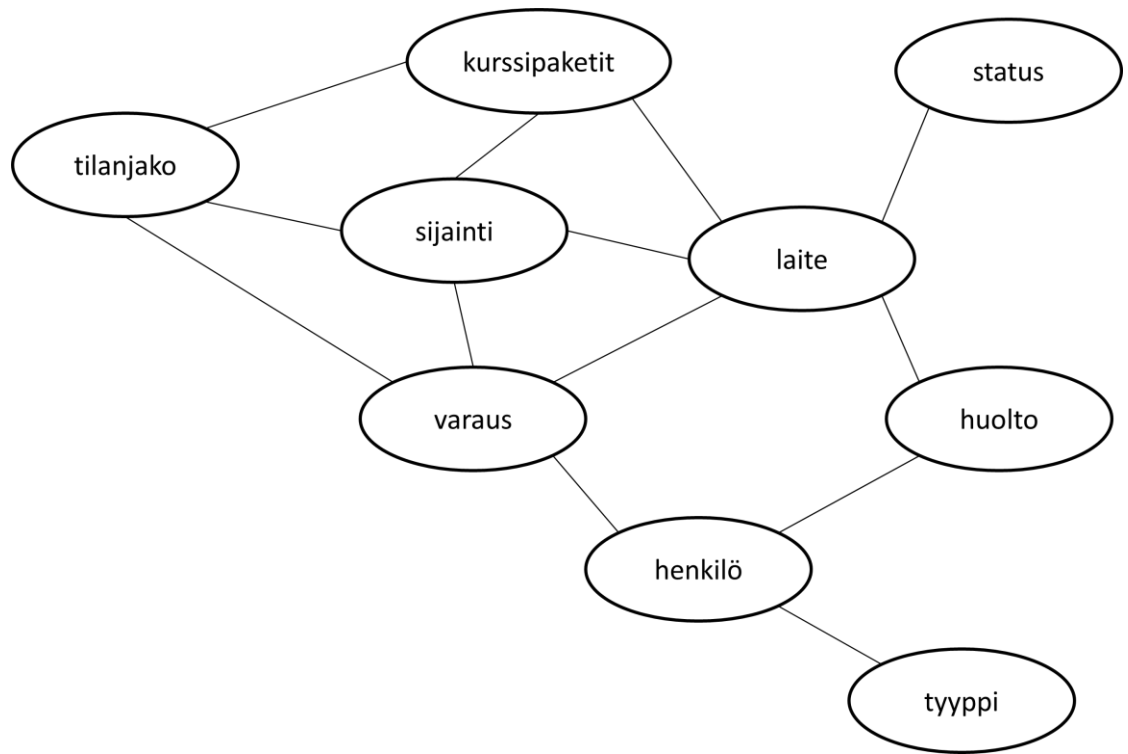 kurssipaketit
status
tilanjako
sijainti
laite
varaus
huolto
henkilö
tyyppi